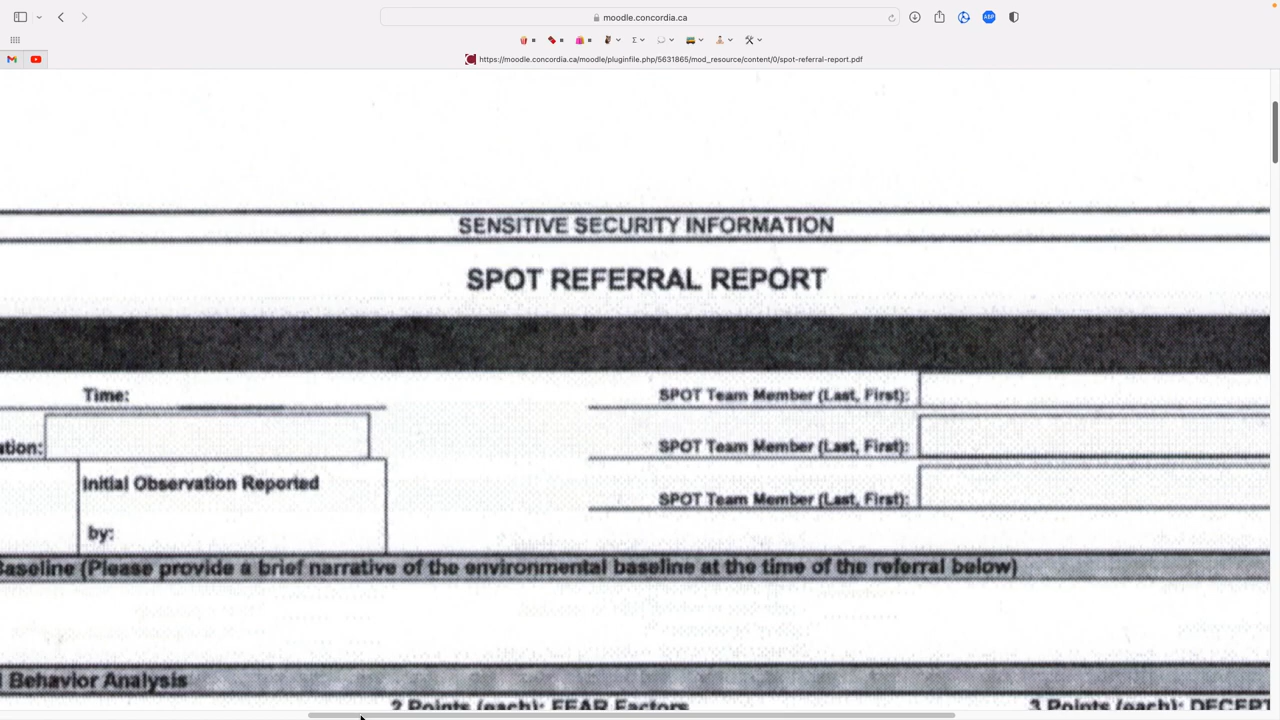 moodle.concordia.ca
https://moodle.concordia.ca/moodle/pluginfile.php/5631865/mod_resource/content/0/spot-referral-report.pdf
SENSITIVE SECURITY INFORMATION
SPOT REFERRAL REPORT
Time:
SPOT Team Member (Last, First):
ation:
SPOT Team Member (Last, First):
Initial Observation Reported
SPOT Team Member (Last, First):
by:
Baseline (Please provide a brief narrative of the environmental baseline at the time of the referral below)
l Behavior Analysis
2 Points (each): FEAR Factors
3 Points (each): DECEPT